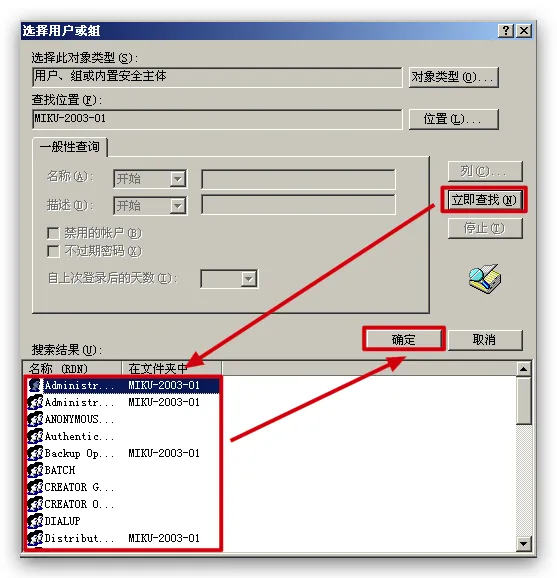 选择用户或组
选择此对象类型(S):
用户、组或内置安全主体
对象类型(O)...
查找位置(F):
MIKU-2003-01
位置(L)...
一般性查询
名称(A):
开始
列(C)...
描述(D):
开始
立即查找(N)
禁用的帐户(B)
停止(T)
不过期密码(X)
自上次登录后的天数(I):
确定
取消
搜索结果(U):
名称 (RDN) 在文件夹中
Administr... MIKU-2003-01
Administr... MIKU-2003-01
ANONYMOUS...
Authentic...
Backup Op... MIKU-2003-01
BATCH
CREATOR G...
CREATOR O...
DIALUP
Distribut... MIKU-2003-01